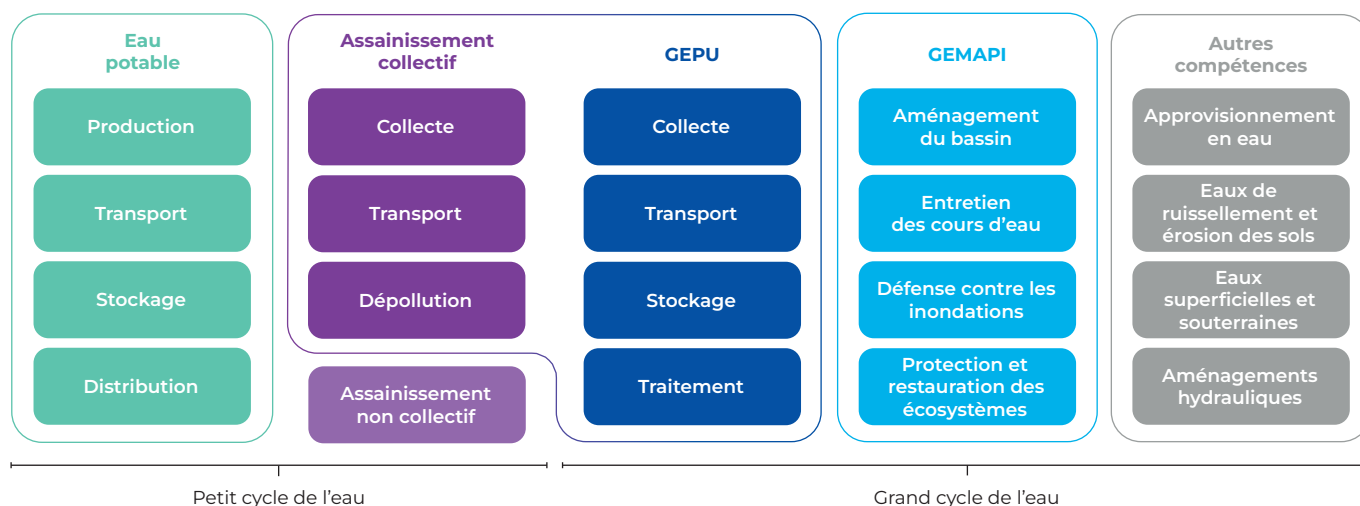 Eau
potable
Production
Transport
Stockage
Distribution
Assainissement
collectif
Collecte
Transport
Dépollution
Assainissement
non collectif
GEPU
Collecte
Transport
Stockage
Traitement
GEMAPI
Aménagement
du bassin
Entretien
des cours d’eau
Défense contre les
inondations
Protection et
restauration des
écosystèmes
Autres
compétences
Approvisionnement
en eau
Eaux de
ruissellement et
érosion des sols
Eaux
superficielles et
souterraines
Aménagements
hydrauliques
Petit cycle de l’eau
Grand cycle de l’eau